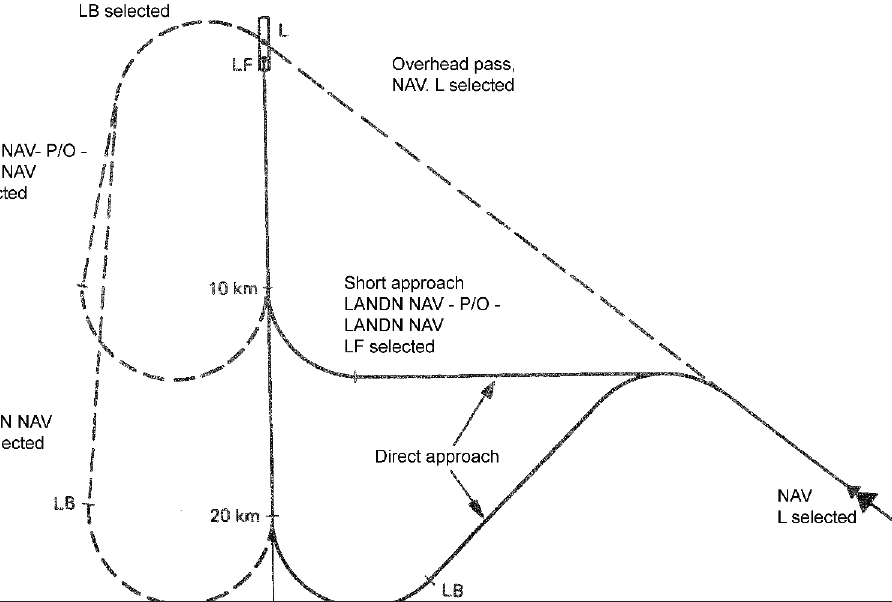 LB selected
L
LF
Overhead pass,
NAV. L selected
NAV- P/O -
NAV
cted
10 km
Short approach
LANDN NAV - P/O -
LANDN NAV
LF selected
N NAV
ected
Direct approach
LB
20 km
NAV
L selected
LB